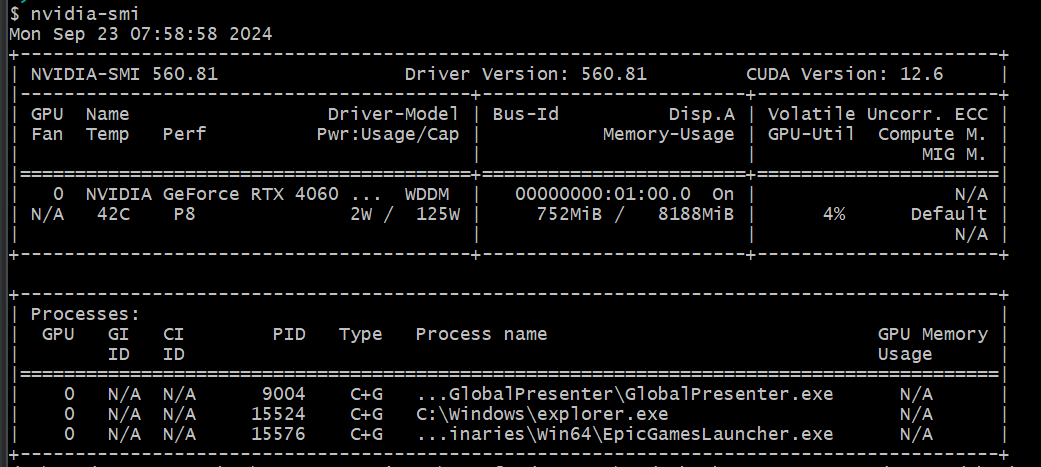 $ nvidia-smi
Mon Sep 23 07:58:58 2024
+-----------------------------------------------------------------------------------------+
| NVIDIA-SMI 560.81                 Driver Version: 560.81         CUDA Version: 12.6     |
|-----------------------------------------+------------------------+----------------------+
| GPU  Name                  Driver-Model | Bus-Id          Disp.A | Volatile Uncorr. ECC |
| Fan  Temp   Perf          Pwr:Usage/Cap |           Memory-Usage | GPU-Util  Compute M. |
|                                         |                        |               MIG M. |
|=========================================+========================+======================|
|   0  NVIDIA GeForce RTX 4060 ...  WDDM  |   00000000:01:00.0  On |                  N/A |
| N/A   42C    P8              2W /  125W |     752MiB /   8188MiB |      4%      Default |
|                                         |                        |                  N/A |
+-----------------------------------------+------------------------+----------------------+
+-----------------------------------------------------------------------------------------+
| Processes:                                                                              |
|  GPU   GI   CI        PID   Type   Process name                              GPU Memory |
|        ID   ID                                                               Usage      |
|=========================================================================================|
|    0   N/A  N/A      9004    C+G   ...GlobalPresenter\GlobalPresenter.exe      N/A      |
|    0   N/A  N/A     15524    C+G   C:\Windows\explorer.exe                     N/A      |
|    0   N/A  N/A     15576    C+G   ...inaries\Win64\EpicGamesLauncher.exe      N/A      |
+-----------------------------------------------------------------------------------------+